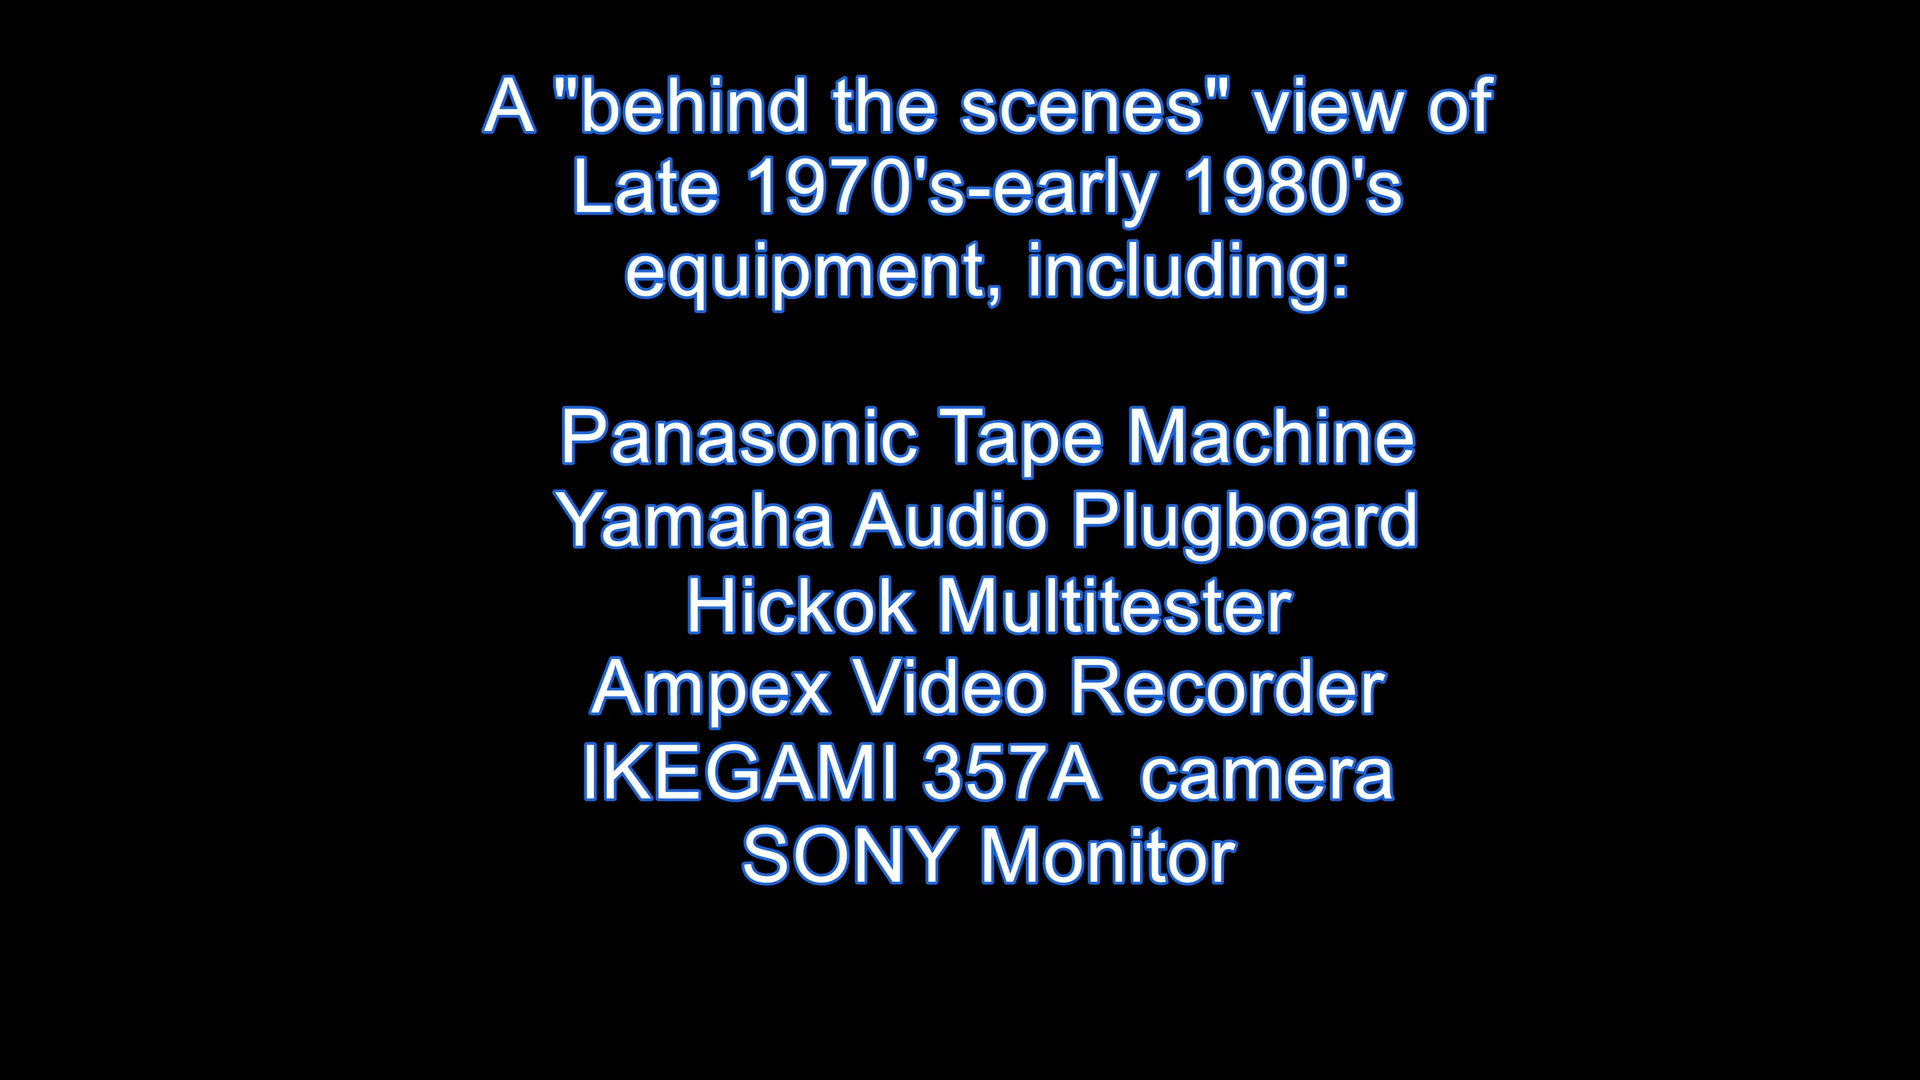 A "behind the scenes" view of
Late 1970's-early 1980's
equipment, including:
Panasonic Tape Machine
Yamaha Audio Plugboard
Hickok Multitester
Ampex Video Recorder
IKEGAMI 357A  camera
SONY Monitor